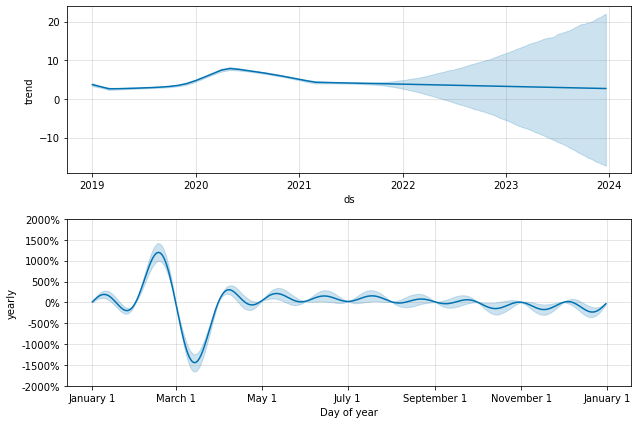 20
10
0
−10
trend
2019
2020
2021
2022
2023
2024
ds
2000%
1500%
1000%
500%
0%
-500%
-1000%
-1500%
-2000%
yearly
January 1
March 1
May 1
July 1
September 1
November 1
January 1
Day of year